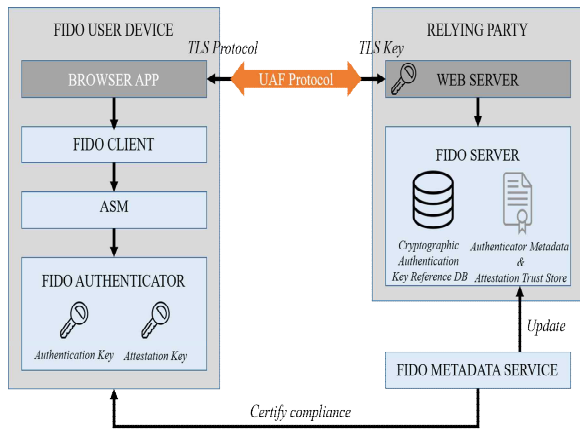 FIDO USER DEVICE
TLS Protocol
BROWSER APP
FIDO CLIENT
ASM
FIDO AUTHENTICATOR
Authentication Key
Attestation Key
UAF Protocol
RELYING PARTY
TLS Key
WEB SERVER
FIDO SERVER
Cryptographic
Authentication
Key Reference DB
Authenticator Metadata
&
Attestation Trust Store
Update
FIDO METADATA SERVICE
Certify compliance